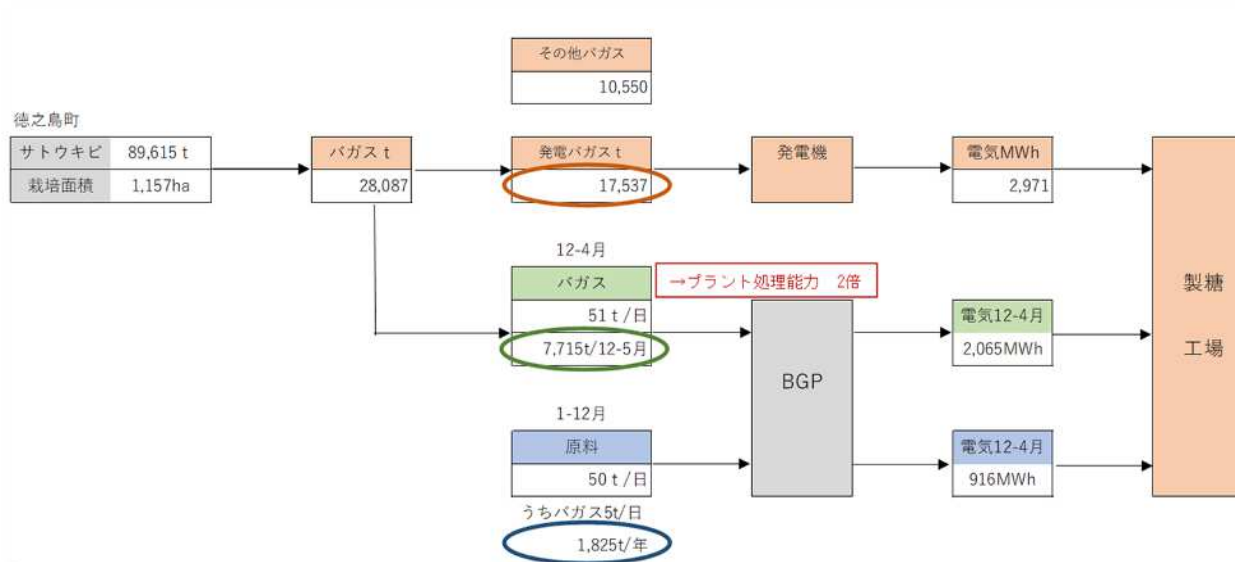 その他バガス
10,550
徳之島町
サトウキビ 89,615 t
栽培面積 1,157ha
バガス t
28,087
発電バガス t
17,537
発電機
電気MWh
2,971
12-4月
バガス
51 t /日
7,715t/12-5月
→プラント処理能力 2倍
BGP
電気12-4月
2,065MWh
製糖
工場
1-12月
原料
50 t /日
うちバガス5t/日
1,825t/年
電気12-4月
916MWh